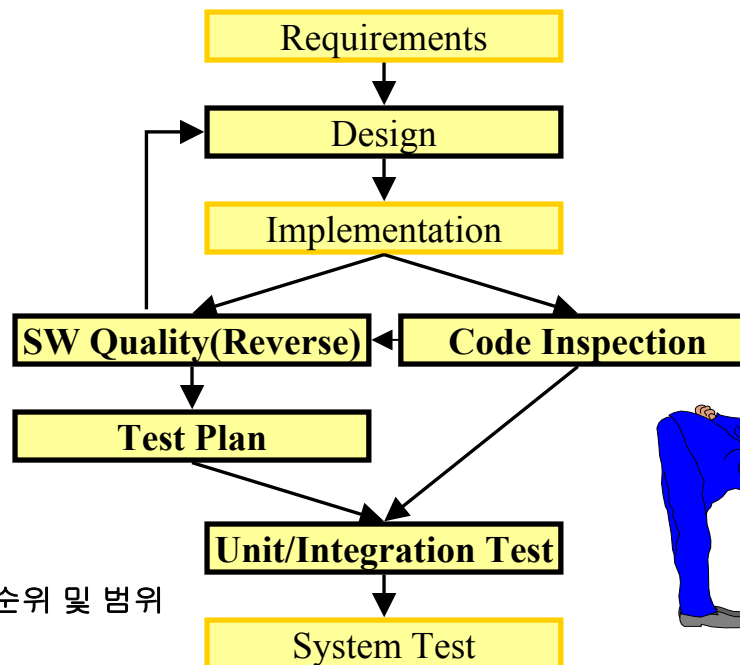 Requirements
Design
Implementation
SW Quality(Reverse)
Code Inspection
Test Plan
Unit/Integration Test
순위 및 범위
System Test